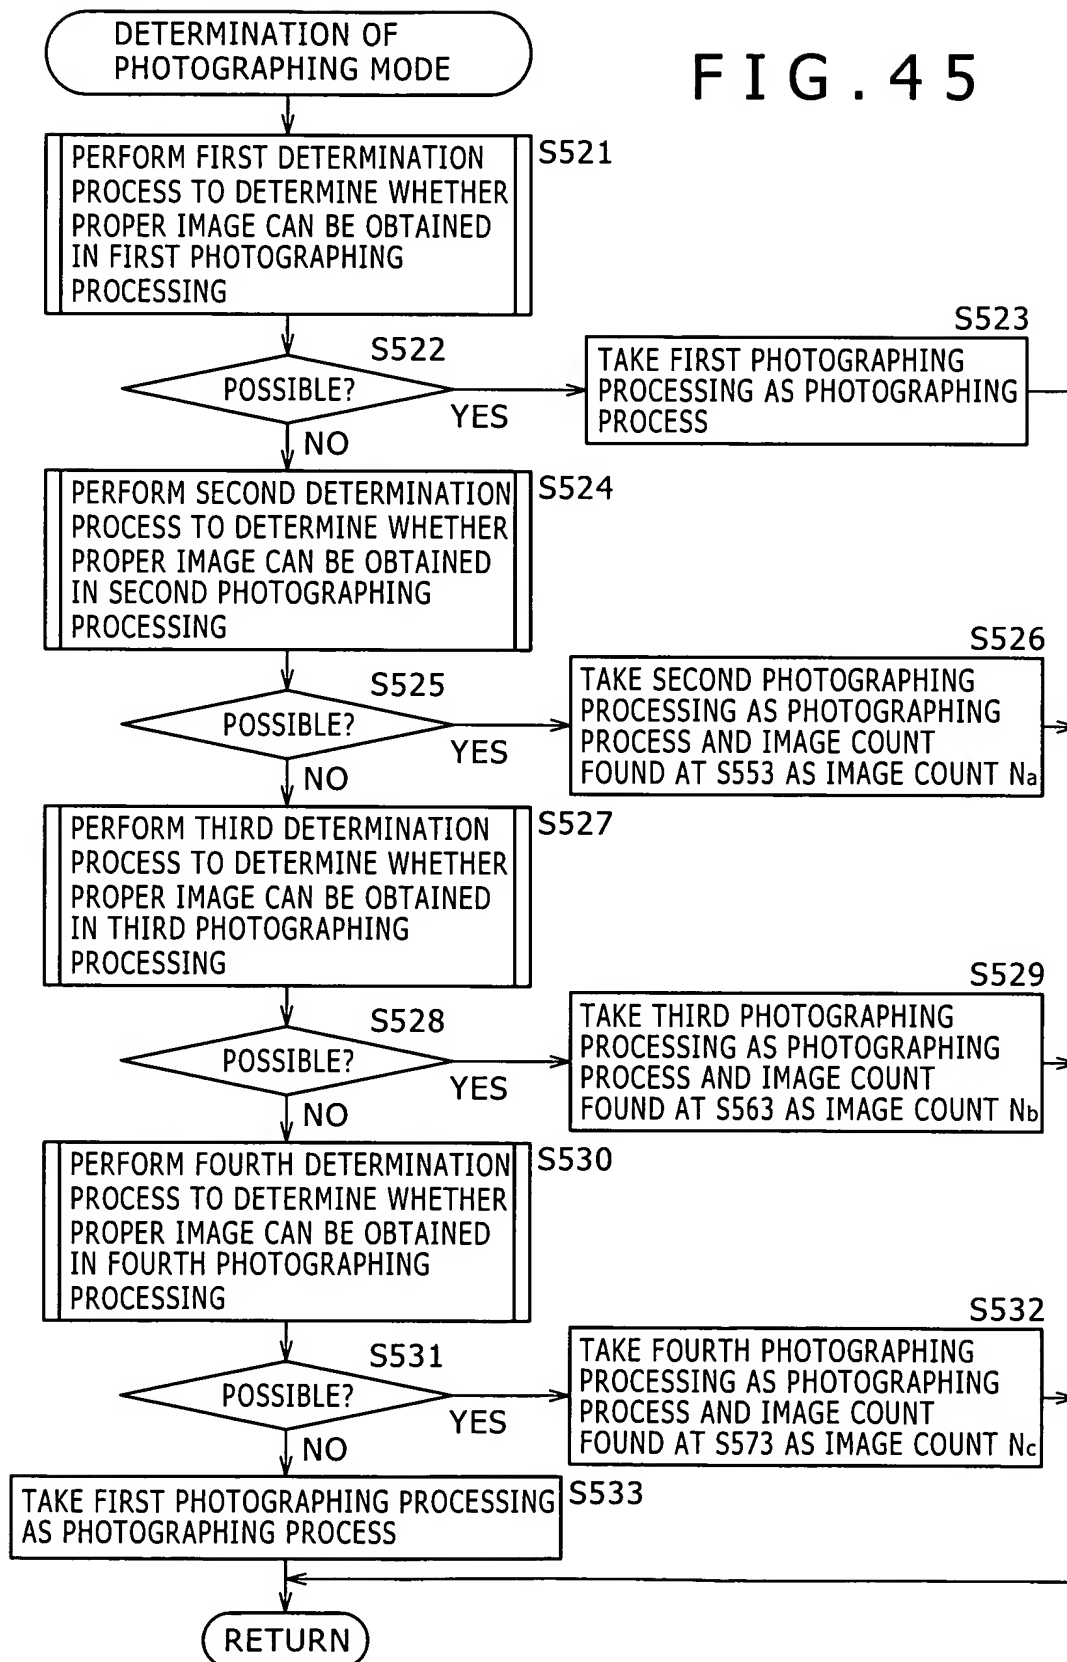 DETERMINATION OF
PHOTOGRAPHING MODE
FIG. 45
PERFORM FIRST DETERMINATION
PROCESS TO DETERMINE WHETHER
PROPER IMAGE CAN BE OBTAINED
IN FIRST PHOTOGRAPHING
PROCESSING
S521
S522
POSSIBLE?
YES
NO
S523
TAKE FIRST PHOTOGRAPHING
PROCESSING AS PHOTOGRAPHING
PROCESS
PERFORM SECOND DETERMINATION
PROCESS TO DETERMINE WHETHER
PROPER IMAGE CAN BE OBTAINED
IN SECOND PHOTOGRAPHING
PROCESSING
S524
S525
POSSIBLE?
YES
NO
S526
TAKE SECOND PHOTOGRAPHING
PROCESSING AS PHOTOGRAPHING
PROCESS AND IMAGE COUNT
FOUND AT S553 AS IMAGE COUNT Na
PERFORM THIRD DETERMINATION
PROCESS TO DETERMINE WHETHER
PROPER IMAGE CAN BE OBTAINED
IN THIRD PHOTOGRAPHING
PROCESSING
S527
S528
POSSIBLE?
YES
NO
S529
TAKE THIRD PHOTOGRAPHING
PROCESSING AS PHOTOGRAPHING
PROCESS AND IMAGE COUNT
FOUND AT S563 AS IMAGE COUNT Nb
PERFORM FOURTH DETERMINATION
PROCESS TO DETERMINE WHETHER
PROPER IMAGE CAN BE OBTAINED
IN FOURTH PHOTOGRAPHING
PROCESSING
S530
S531
POSSIBLE?
YES
NO
S532
TAKE FOURTH PHOTOGRAPHING
PROCESSING AS PHOTOGRAPHING
PROCESS AND IMAGE COUNT
FOUND AT S573 AS IMAGE COUNT Nc
TAKE FIRST PHOTOGRAPHING PROCESSING
AS PHOTOGRAPHING PROCESS
S533
RETURN